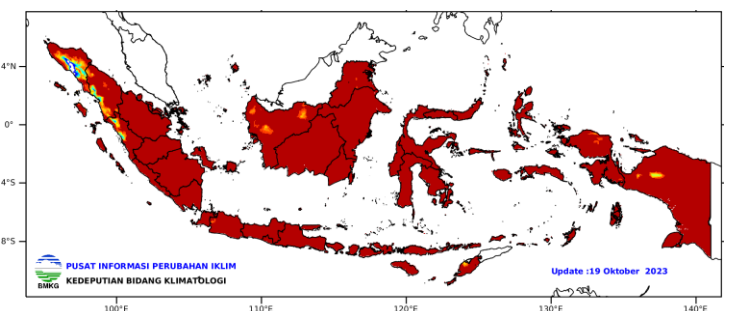 4°N
0°
4°S
8°S
PUSAT INFORMASI PERUBAHAN IKLIM
KEDEPUTIAN BIDANG KLIMATOLOGI
BMKG
Update :19 Oktober 2023
100°E
110°E
120°E
130°E
140°E